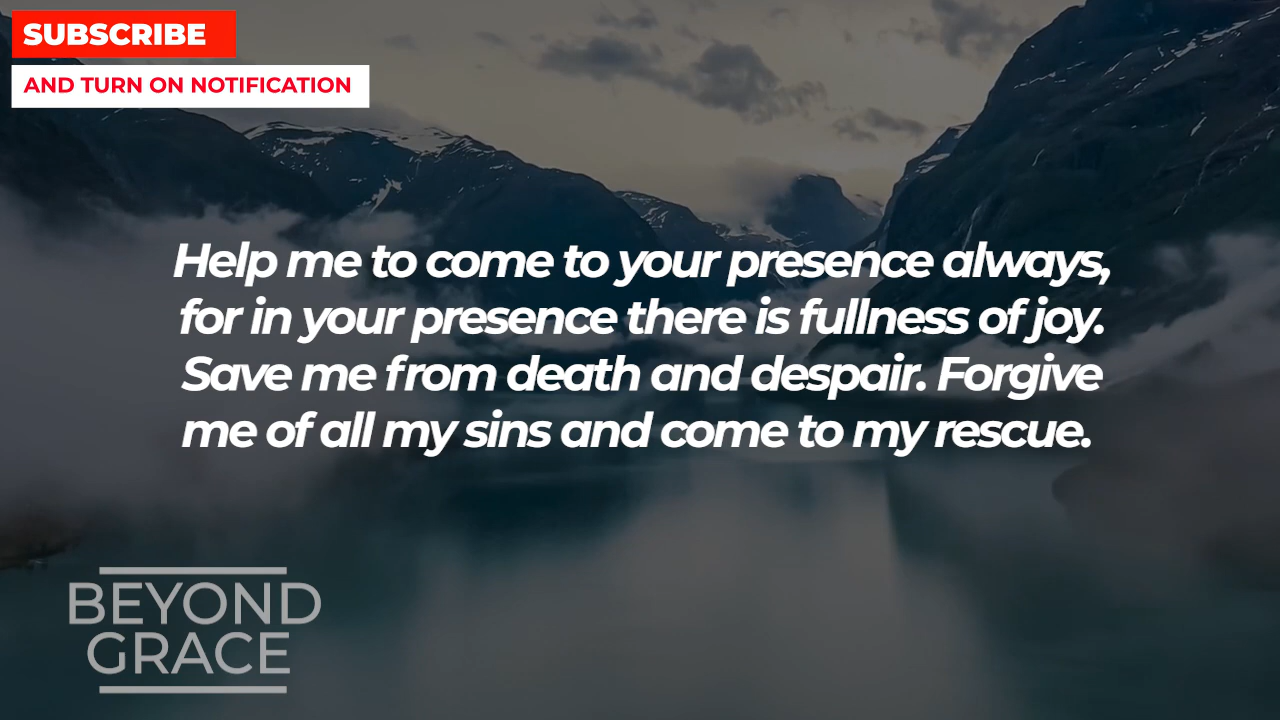 SUBSCRIBE
AND TURN ON NOTIFICATION
Help me to come to your presence always,
for in your presence there is fullness of joy.
Save me from death and despair. Forgive
me of all my sins and come to my rescue.
BEYOND
GRACE